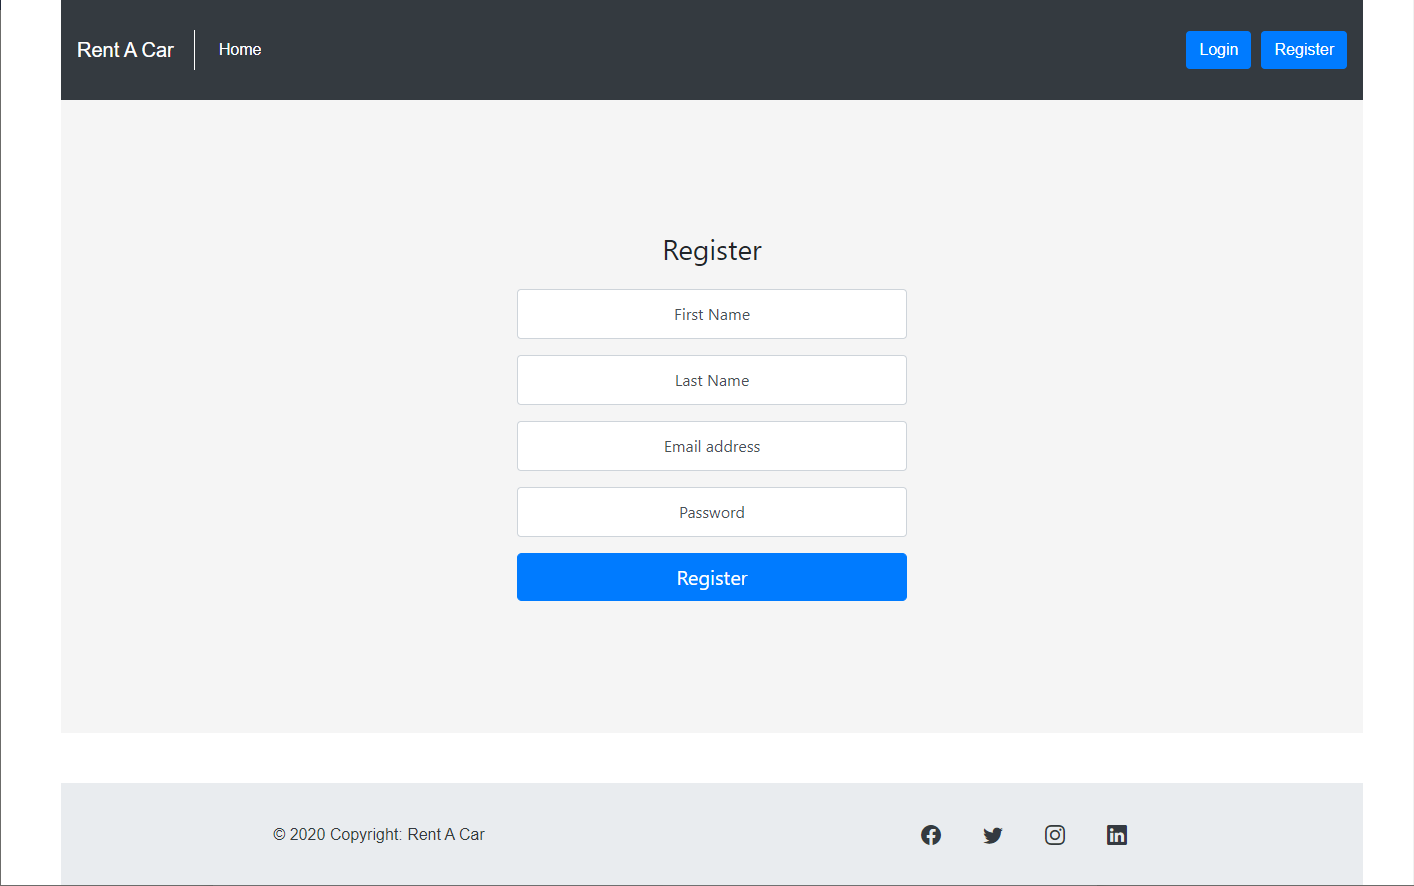 Rent A Car Home Login Register
Register
First Name
Last Name
Email address
Password
Register
© 2020 Copyright: Rent A Car